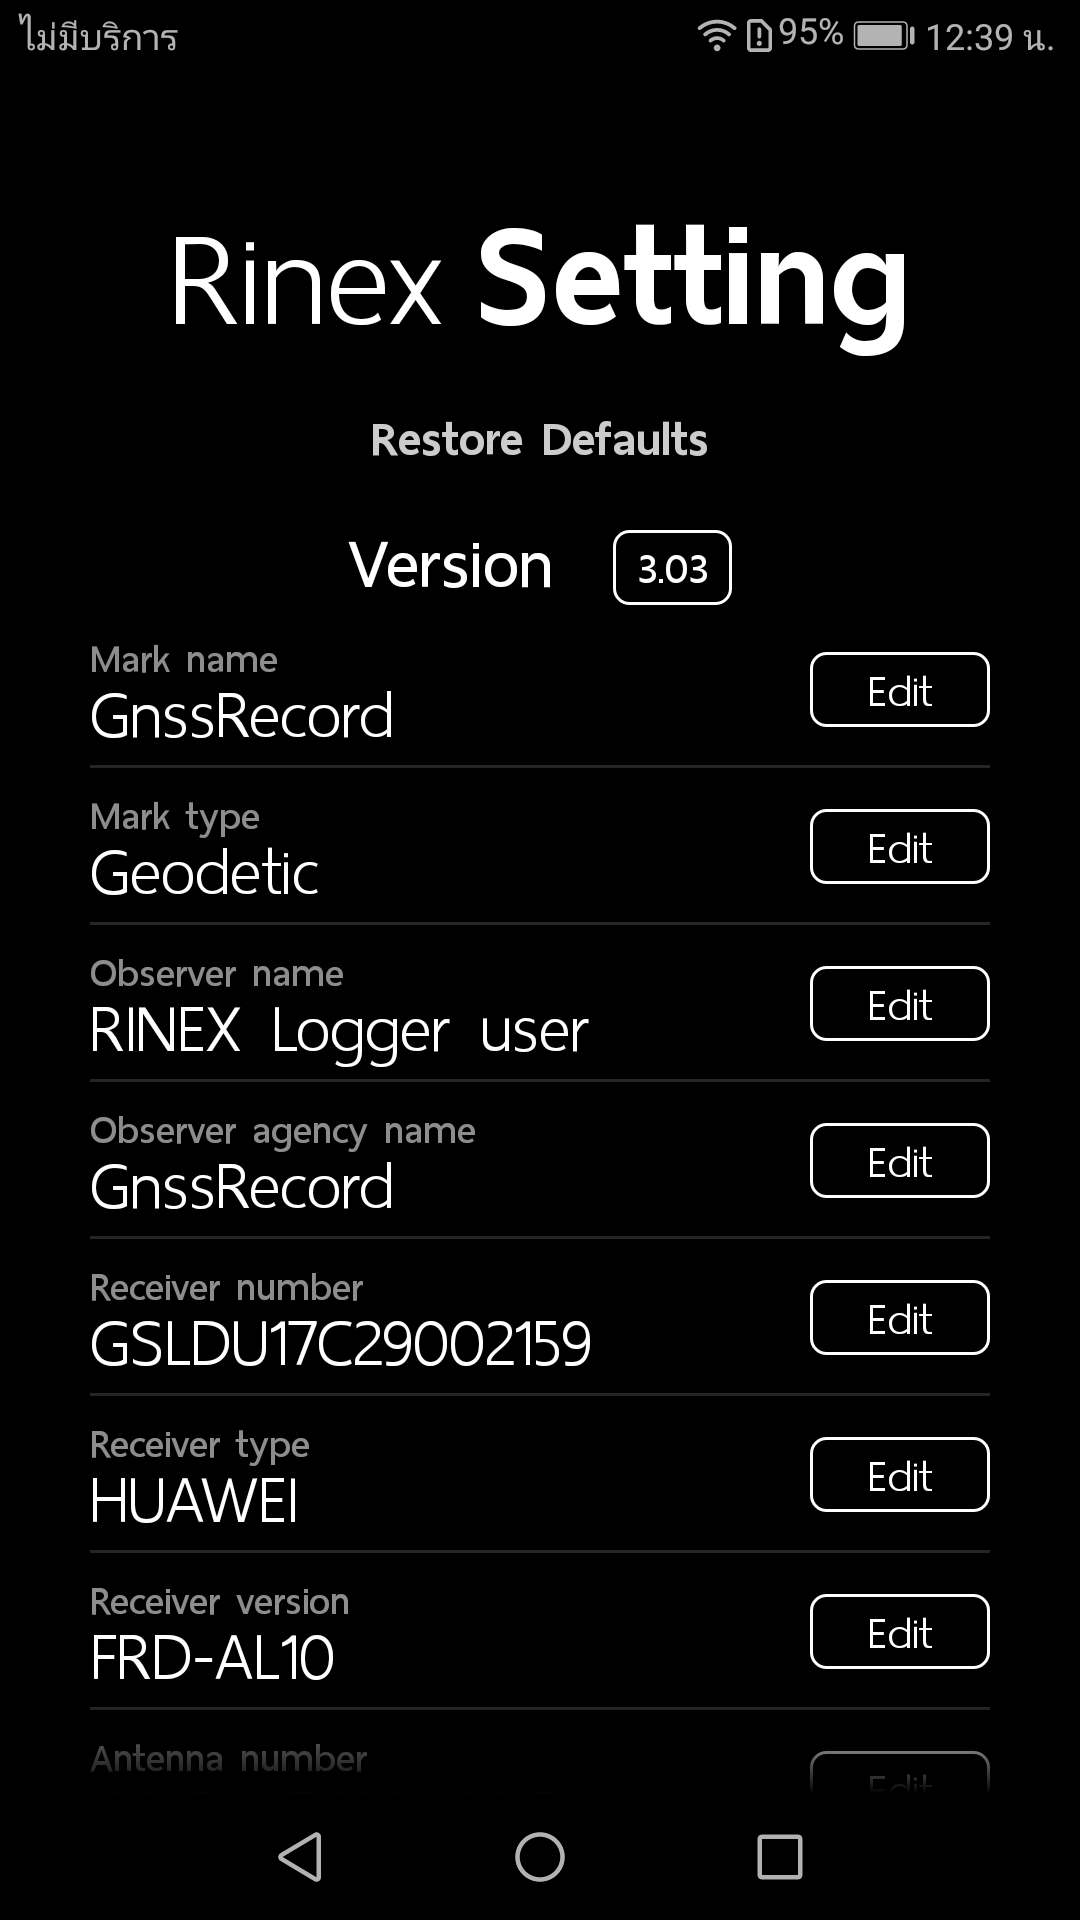 ไม่มีบริการ 95% 12:39 น.
Rinex Setting
Restore Defaults
Version 3.03
Mark name
GnssRecord Edit
Mark type
Geodetic Edit
Observer name
RINEX Logger user Edit
Observer agency name
GnssRecord Edit
Receiver number
GSLDU17C29002159 Edit
Receiver type
HUAWEI Edit
Receiver version
FRD-AL10 Edit
Antenna number
Edit